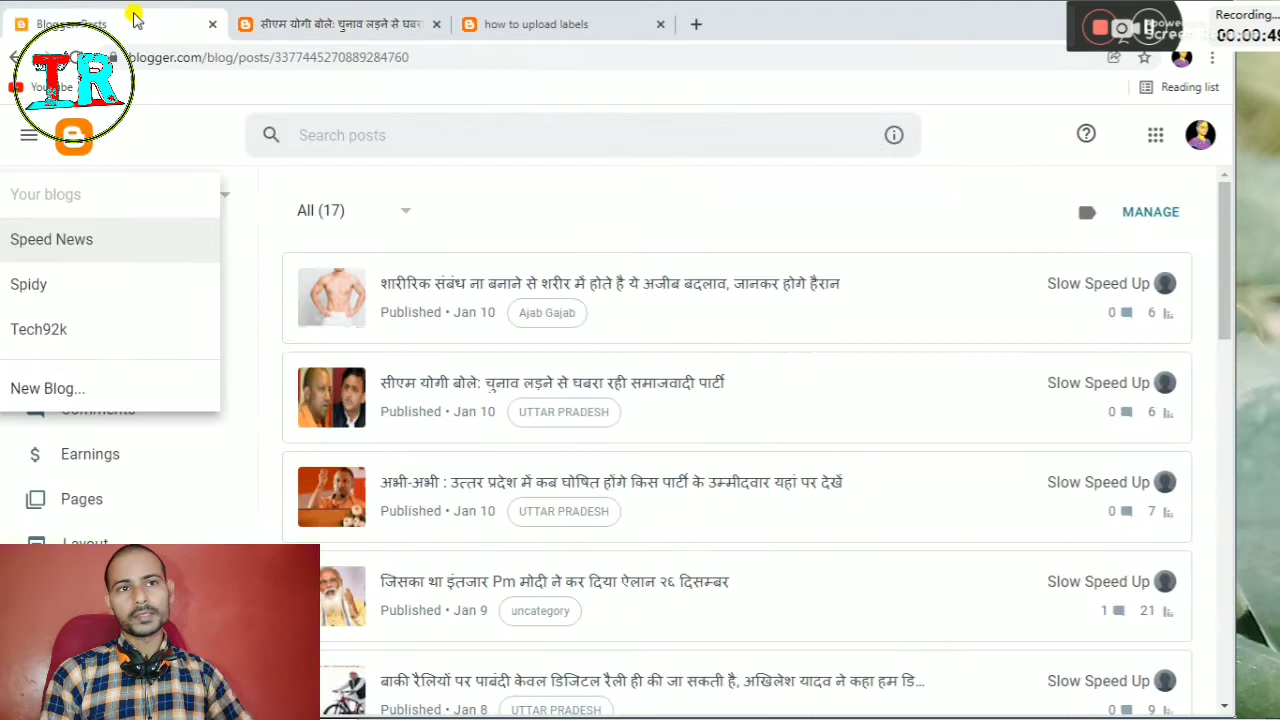 Blogger: Posts
सीएम योगी बोले: चुनाव लड़ने से घबरा
how to upload labels
Recording...
blogger.com/blog/posts/3377445270889284760
Youtube
TR
Reading list
Search posts
Your blogs
Speed News
Spidy
Tech92k
New Blog...
Comments
Earnings
Pages
Layout
All (17)
MANAGE
शारीरिक संबंध ना बनाने से शरीर में होते है ये अजीब बदलाव, जानकर होगे हैरान
Published • Jan 10
Ajab Gajab
Slow Speed Up
0
6
सीएम योगी बोले: चुनाव लड़ने से घबरा रही समाजवादी पार्टी
Published • Jan 10
UTTAR PRADESH
Slow Speed Up
0
6
अभी-अभी : उत्तर प्रदेश में कब घोषित होंगे किस पार्टी के उम्मीदवार यहां पर देखें
Published • Jan 10
UTTAR PRADESH
Slow Speed Up
0
7
जिसका था इंतजार Pm मोदी ने कर दिया ऐलान २६ दिसम्बर
Published • Jan 9
uncategory
Slow Speed Up
1
21
बाकी रैलियों पर पाबंदी केवल डिजिटल रैली ही की जा सकती है, अखिलेश यादव ने कहा हम डि...
Published • Jan 8
UTTAR PRADESH
Slow Speed Up
0
9